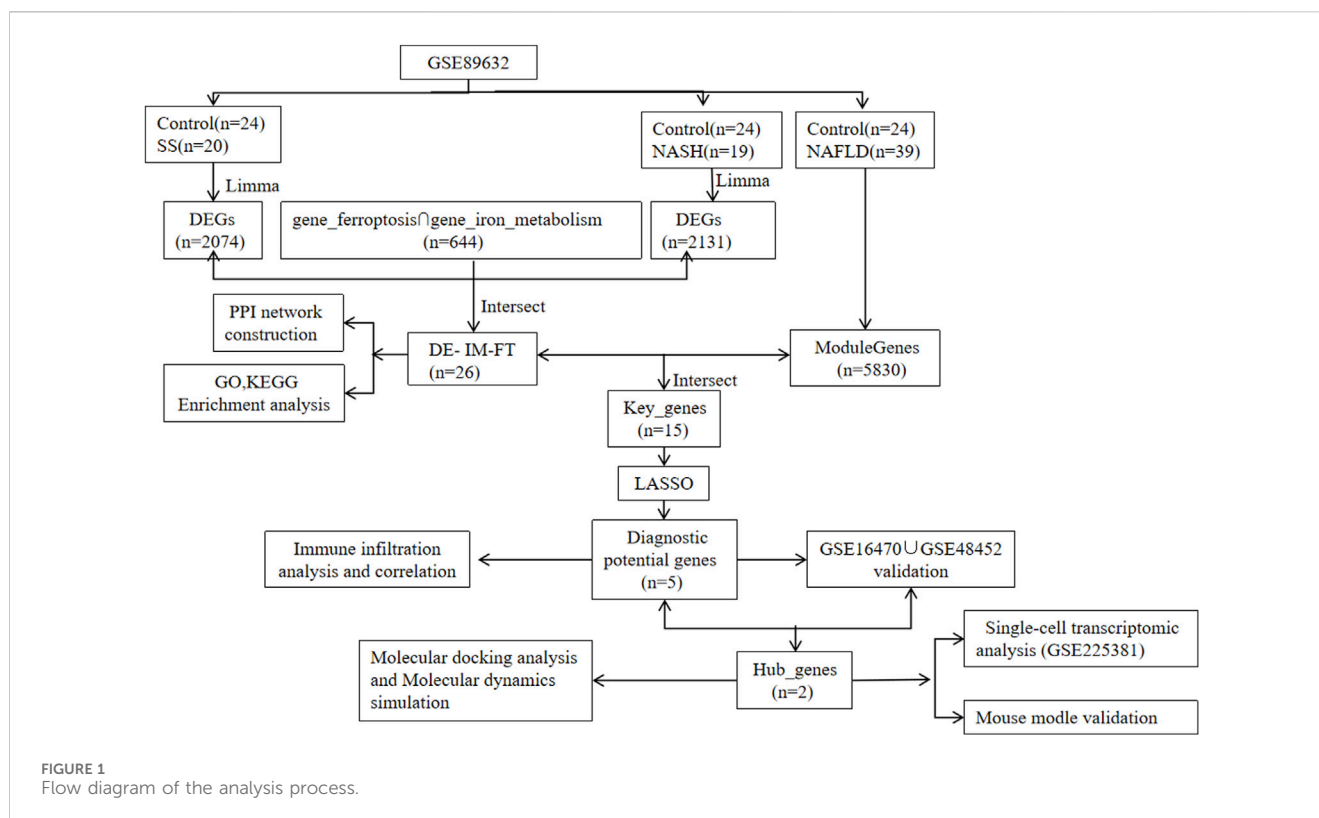 GSE89632
Control(n=24)
SS(n=20)
Control(n=24)
NASH(n=19)
Control(n=24)
NAFLD(n=39)
Limma
Limma
DEGs
(n=2074)
gene_ferroptosis∩gene_iron_metabolism
(n=644)
DEGs
(n=2131)
Intersect
PPI network
construction
DE- IM-FT
(n=26)
ModuleGenes
(n=5830)
GO,KEGG
Enrichment analysis
Intersect
Key_genes
(n=15)
LASSO
Immune infiltration
analysis and correlation
Diagnostic
potential genes
(n=5)
GSE16470∪GSE48452
validation
Molecular docking analysis
and Molecular dynamics
simulation
Hub_genes
(n=2)
Single-cell transcriptomic
analysis (GSE225381)
Mouse modle validation
FIGURE 1
Flow diagram of the analysis process.